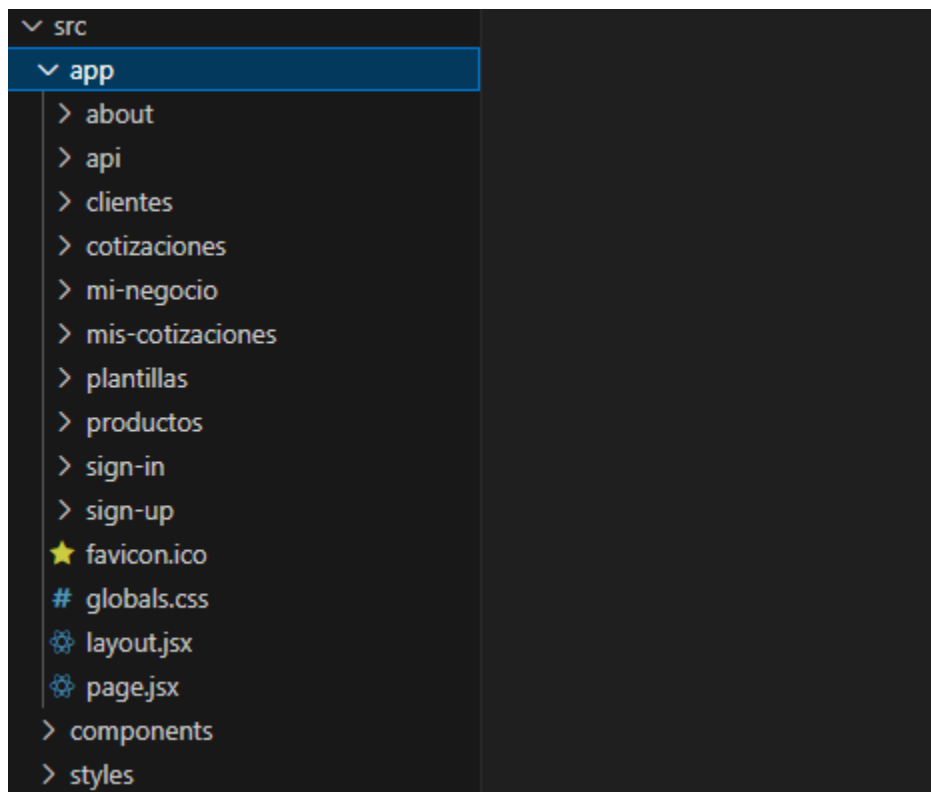 src
app
about
api
clientes
cotizaciones
mi-negocio
mis-cotizaciones
plantillas
productos
sign-in
sign-up
favicon.ico
# globals.css
layout.jsx
page.jsx
components
styles